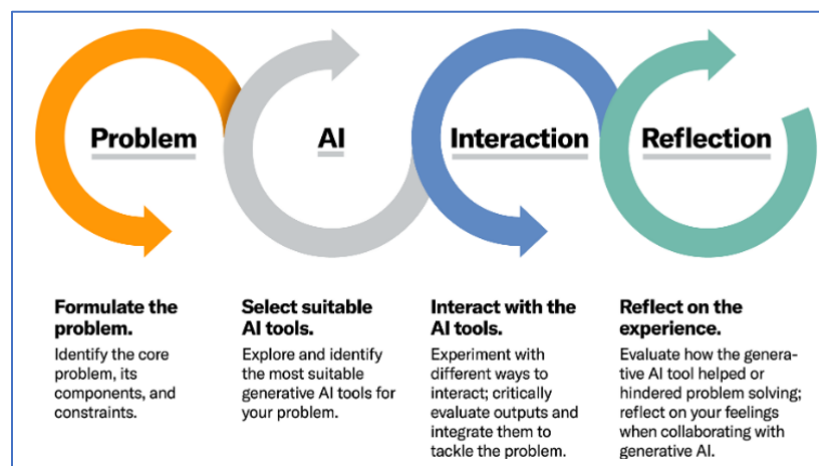 Problem
AI
Interaction
Reflection
Formulate the
problem.
Identify the core
problem, its
components, and
constraints.
Select suitable
AI tools.
Explore and identify
the most suitable
generative AI tools for
your problem.
Interact with the
AI tools.
Experiment with
different ways to
interact; critically
evaluate outputs and
integrate them to
tackle the problem.
Reflect on the
experience.
Evaluate how the genera-
tive AI tool helped or
hindered problem solving;
reflect on your feelings
when collaborating with
generative AI.